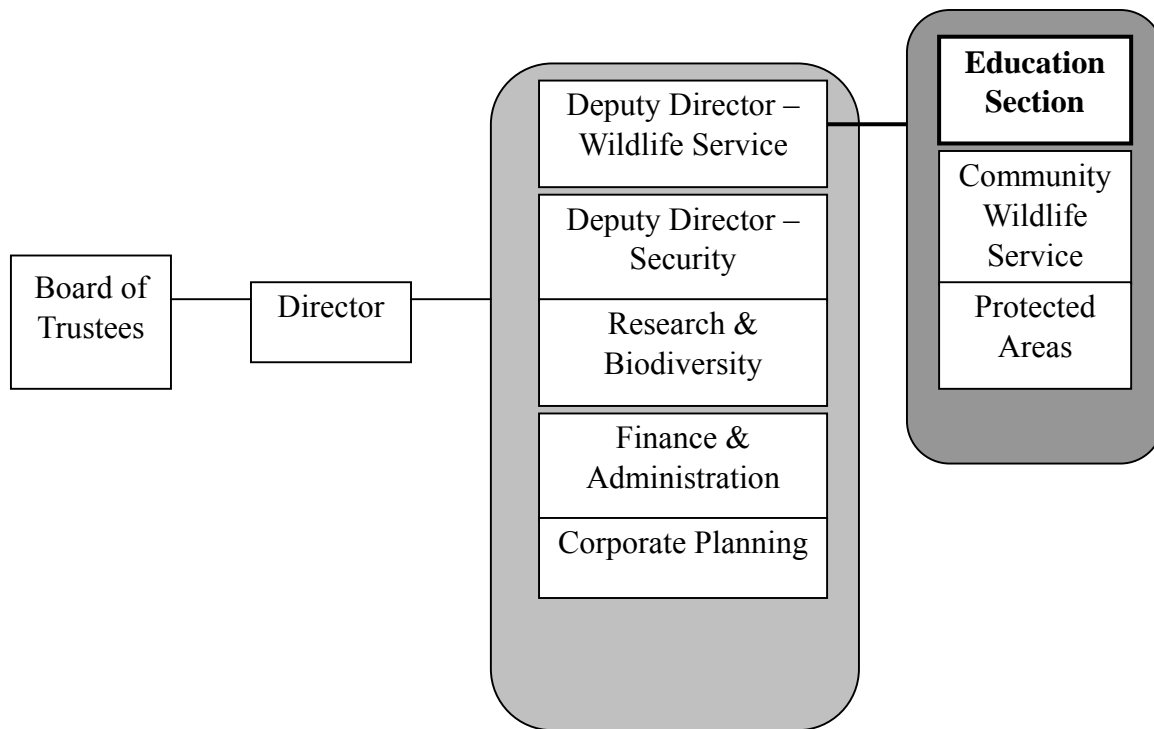 Board of
Trustees
Director
Deputy Director –
Wildlife Service
Deputy Director –
Security
Research &
Biodiversity
Finance &
Administration
Corporate Planning
Education
Section
Community
Wildlife
Service
Protected
Areas